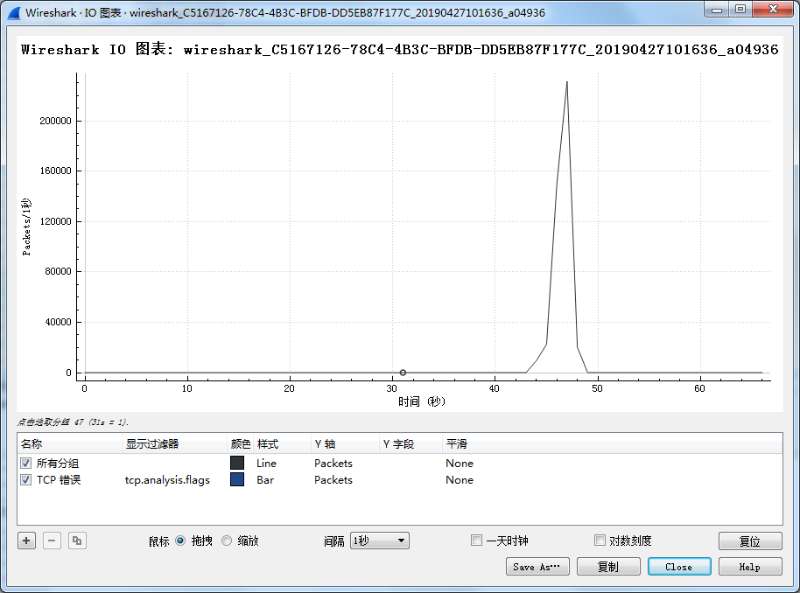 Wireshark · IO 图表 · wireshark_C5167126-78C4-4B3C-BFDB-DD5EB87F177C_20190427101636_a04936
Wireshark IO 图表: wireshark_C5167126-78C4-4B3C-BFDB-DD5EB87F177C_20190427101636_a04936
Packets/1秒
200000
160000
120000
80000
40000
0
0 10 20 30 40 50 60
时间 (秒)
点击选取分组 47 (31s = 1).
名称 显示过滤器 颜色 样式 Y 轴 Y 字段 平滑
所有分组 Line Packets None
TCP 错误 tcp.analysis.flags Bar Packets None
+ − 鼠标 拖拽 缩放 间隔 1秒 一天时钟 对数刻度 复位
Save As… 复制 Close Help